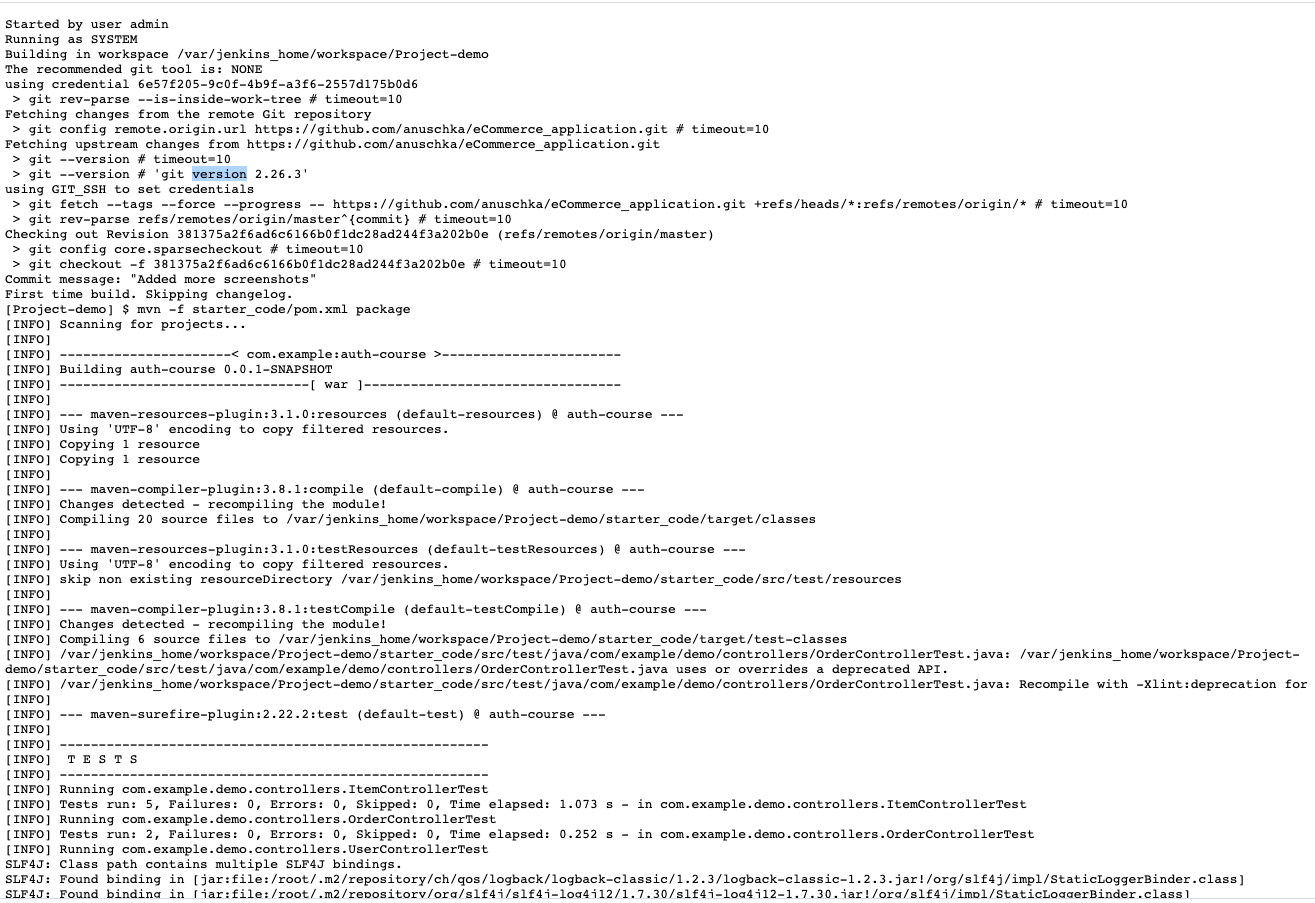 Started by user admin
Running as SYSTEM
Building in workspace /var/jenkins_home/workspace/Project-demo
The recommended git tool is: NONE
using credential 6e57f205-9c0f-4b9f-a3f6-2557d175b0d6
 > git rev-parse --is-inside-work-tree # timeout=10
Fetching changes from the remote Git repository
 > git config remote.origin.url https://github.com/anuschka/eCommerce_application.git # timeout=10
Fetching upstream changes from https://github.com/anuschka/eCommerce_application.git
 > git --version # timeout=10
 > git --version # 'git version 2.26.3'
using GIT_SSH to set credentials
 > git fetch --tags --force --progress -- https://github.com/anuschka/eCommerce_application.git +refs/heads/*:refs/remotes/origin/* # timeout=10
 > git rev-parse refs/remotes/origin/master^{commit} # timeout=10
Checking out Revision 381375a2f6ad6c6166b0f1dc28ad244f3a202b0e (refs/remotes/origin/master)
 > git config core.sparsecheckout # timeout=10
 > git checkout -f 381375a2f6ad6c6166b0f1dc28ad244f3a202b0e # timeout=10
Commit message: "Added more screenshots"
First time build. Skipping changelog.
[Project-demo] $ mvn -f starter_code/pom.xml package
[INFO] Scanning for projects...
[INFO]
[INFO] ----------------------< com.example:auth-course >-----------------------
[INFO] Building auth-course 0.0.1-SNAPSHOT
[INFO] --------------------------------[ war ]---------------------------------
[INFO]
[INFO] --- maven-resources-plugin:3.1.0:resources (default-resources) @ auth-course ---
[INFO] Using 'UTF-8' encoding to copy filtered resources.
[INFO] Copying 1 resource
[INFO] Copying 1 resource
[INFO]
[INFO] --- maven-compiler-plugin:3.8.1:compile (default-compile) @ auth-course ---
[INFO] Changes detected - recompiling the module!
[INFO] Compiling 20 source files to /var/jenkins_home/workspace/Project-demo/starter_code/target/classes
[INFO]
[INFO] --- maven-resources-plugin:3.1.0:testResources (default-testResources) @ auth-course ---
[INFO] Using 'UTF-8' encoding to copy filtered resources.
[INFO] skip non existing resourceDirectory /var/jenkins_home/workspace/Project-demo/starter_code/src/test/resources
[INFO]
[INFO] --- maven-compiler-plugin:3.8.1:testCompile (default-testCompile) @ auth-course ---
[INFO] Changes detected - recompiling the module!
[INFO] Compiling 6 source files to /var/jenkins_home/workspace/Project-demo/starter_code/target/test-classes
[INFO] /var/jenkins_home/workspace/Project-demo/starter_code/src/test/java/com/example/demo/controllers/OrderControllerTest.java: /var/jenkins_home/workspace/Project-
demo/starter_code/src/test/java/com/example/demo/controllers/OrderControllerTest.java uses or overrides a deprecated API.
[INFO] /var/jenkins_home/workspace/Project-demo/starter_code/src/test/java/com/example/demo/controllers/OrderControllerTest.java: Recompile with -Xlint:deprecation for
[INFO]
[INFO] --- maven-surefire-plugin:2.22.2:test (default-test) @ auth-course ---
[INFO]
[INFO] -------------------------------------------------------
[INFO]  T E S T S
[INFO] -------------------------------------------------------
[INFO] Running com.example.demo.controllers.ItemControllerTest
[INFO] Tests run: 5, Failures: 0, Errors: 0, Skipped: 0, Time elapsed: 1.073 s - in com.example.demo.controllers.ItemControllerTest
[INFO] Running com.example.demo.controllers.OrderControllerTest
[INFO] Tests run: 2, Failures: 0, Errors: 0, Skipped: 0, Time elapsed: 0.252 s - in com.example.demo.controllers.OrderControllerTest
[INFO] Running com.example.demo.controllers.UserControllerTest
SLF4J: Class path contains multiple SLF4J bindings.
SLF4J: Found binding in [jar:file:/root/.m2/repository/ch/qos/logback/logback-classic/1.2.3/logback-classic-1.2.3.jar!/org/slf4j/impl/StaticLoggerBinder.class]
SLF4J: Found binding in [jar:file:/root/.m2/repository/org/slf4j/slf4j-log4j12/1.7.30/slf4j-log4j12-1.7.30.jar!/org/slf4j/impl/StaticLoggerBinder.class]